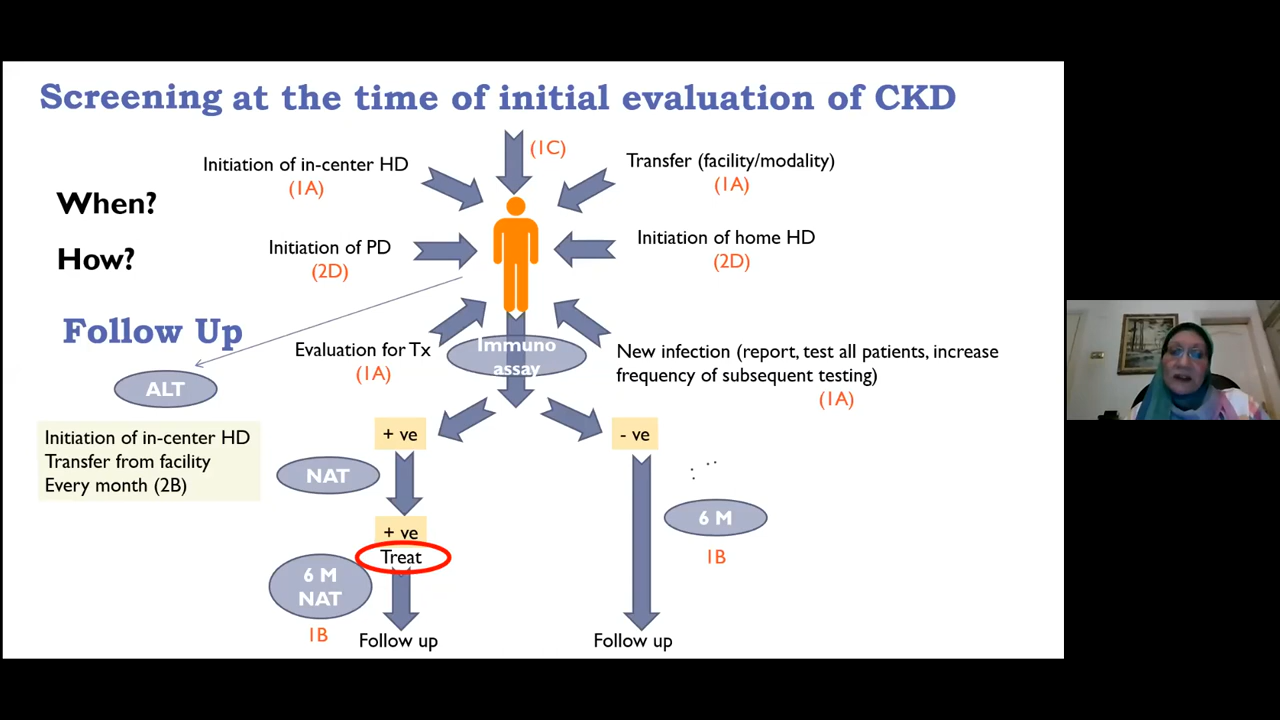 Screening at the time of initial evaluation of CKD
(1C)
Initiation of in-center HD
(1A)
Transfer (facility/modality)
(1A)
When?
Initiation of PD
(2D)
Initiation of home HD
(2D)
How?
Follow Up
Evaluation for Tx
(1A)
Immuno
assay
New infection (report, test all patients, increase
frequency of subsequent testing)
(1A)
ALT
Initiation of in-center HD
Transfer from facility
Every month (2B)
+ ve
- ve
NAT
6 M
1B
+ ve
Treat
6 M
NAT
1B
Follow up
Follow up